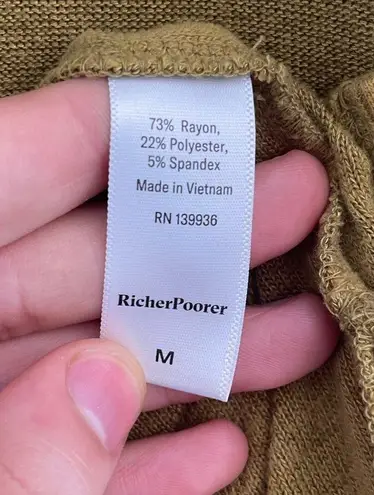 73% Rayon,
22% Polyester,
5% Spandex
Made in Vietnam
RN 139936
RicherPoorer
M